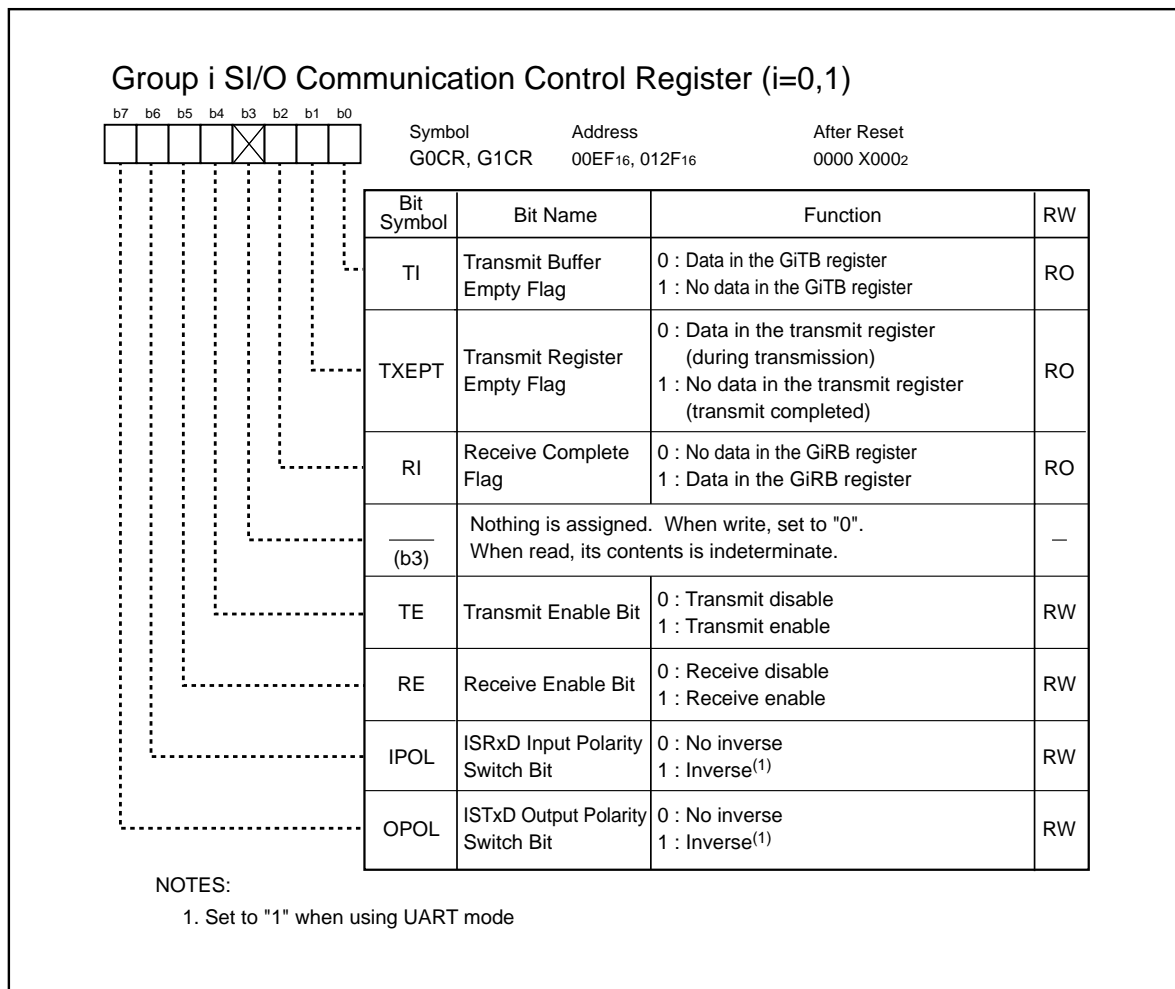 Group i SI/O Communication Control Register (i=0,1)
b7 b6 b5 b4 b3 b2 b1 b0
Symbol Address After Reset
G0CR, G1CR 00EF16, 012F16 0000 X0002
Bit Symbol Bit Name Function RW
TI Transmit Buffer Empty Flag 0 : Data in the GiTB register RO
1 : No data in the GiTB register
TXEPT Transmit Register Empty Flag 0 : Data in the transmit register RO
(during transmission)
1 : No data in the transmit register
(transmit completed)
RI Receive Complete Flag 0 : No data in the GiRB register RO
1 : Data in the GiRB register
(b3) Nothing is assigned. When write, set to "0". —
When read, its contents is indeterminate.
TE Transmit Enable Bit 0 : Transmit disable RW
1 : Transmit enable
RE Receive Enable Bit 0 : Receive disable RW
1 : Receive enable
IPOL ISRxD Input Polarity Switch Bit 0 : No inverse RW
1 : Inverse(1)
OPOL ISTxD Output Polarity Switch Bit 0 : No inverse RW
1 : Inverse(1)
NOTES:
1. Set to "1" when using UART mode